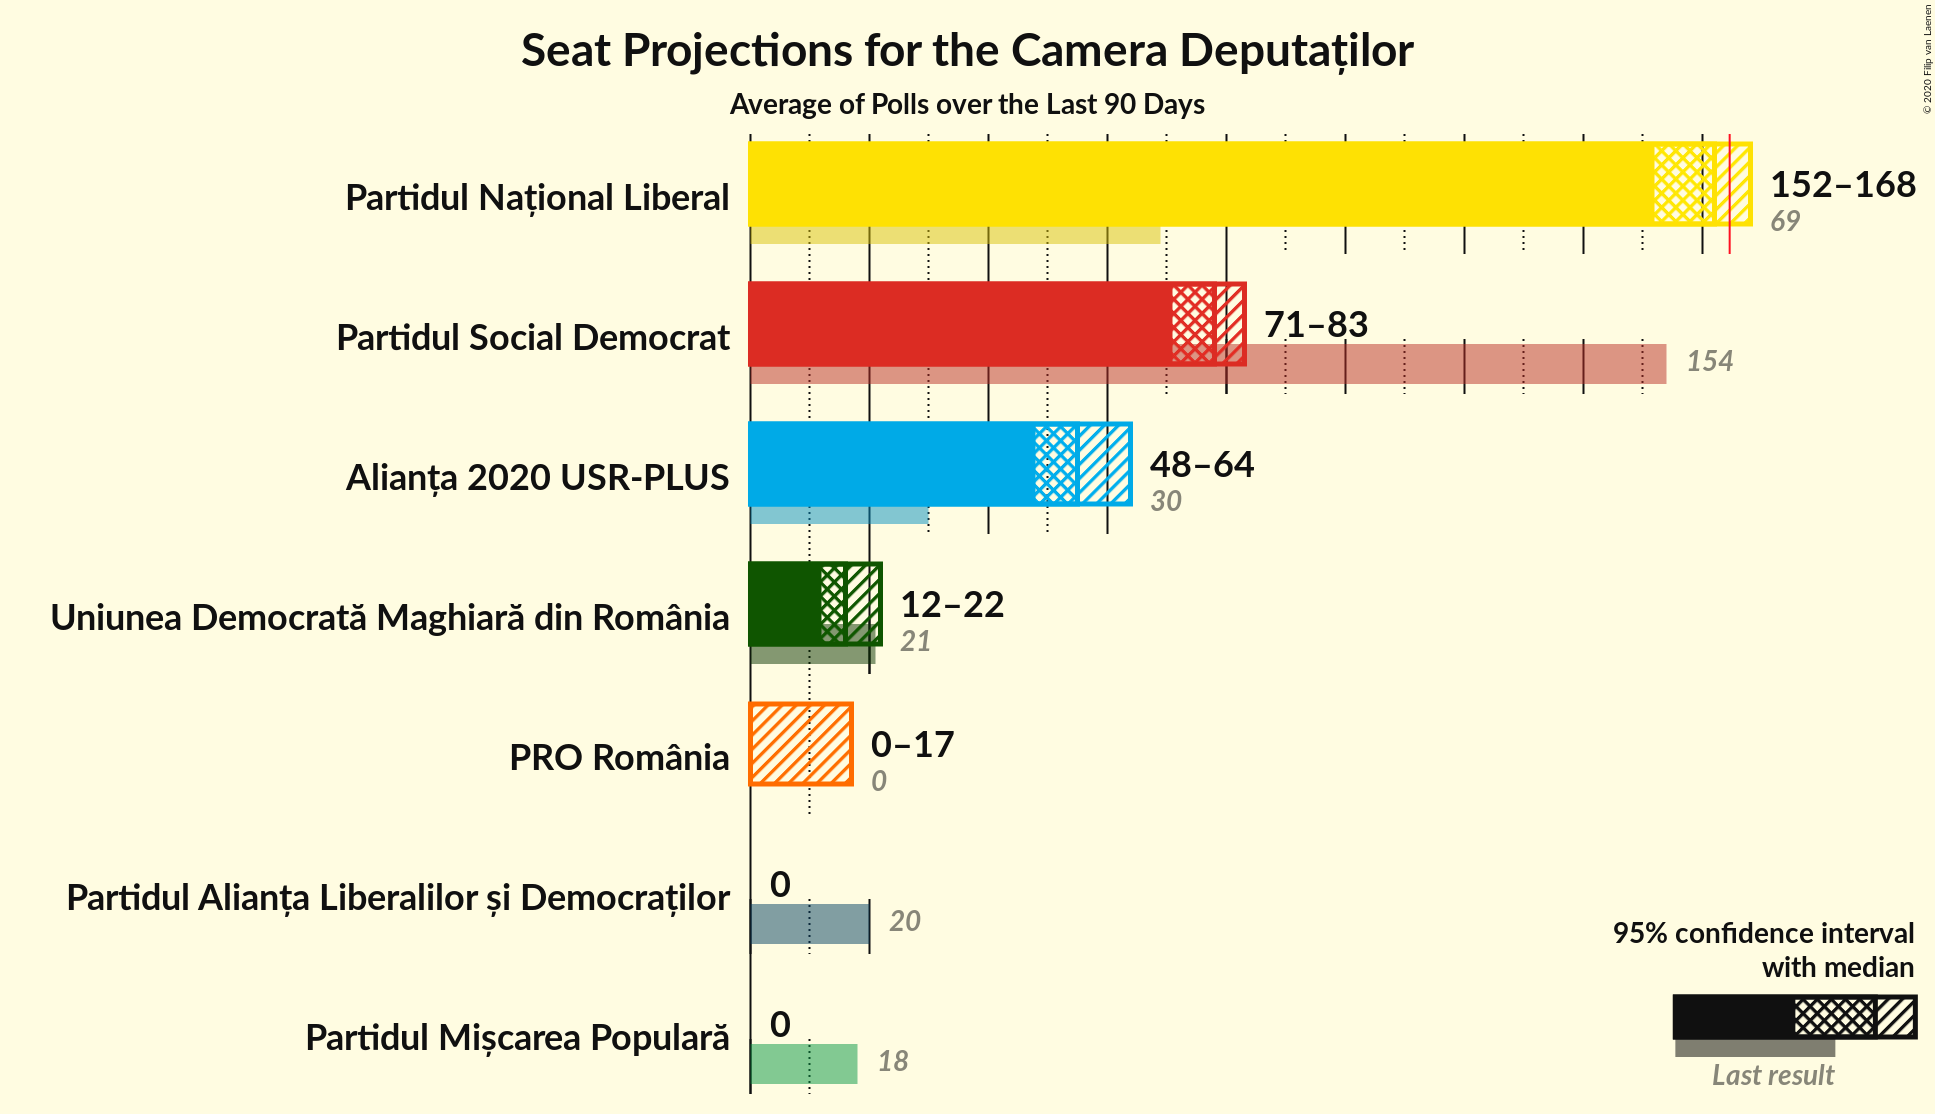 Seat Projections for the Camera Deputaților
Average of Polls over the Last 90 Days
© 2020 Filip van Laenen
Partidul Național Liberal
152–168
69
Partidul Social Democrat
71–83
154
Alianța 2020 USR-PLUS
48–64
30
Uniunea Democrată Maghiară din România
12–22
21
PRO România
0–17
0
Partidul Alianța Liberalilor și Democraților
0
20
Partidul Mișcarea Populară
0
18
95% confidence interval
with median
Last result